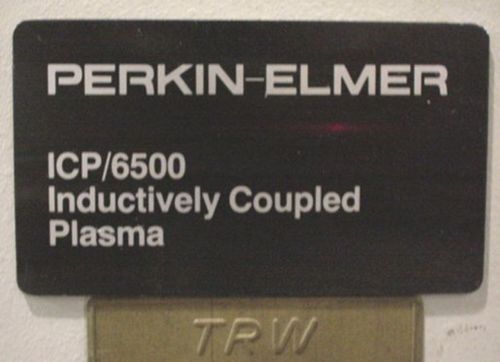 PERKIN-ELMER
ICP/6500
Inductively Coupled
Plasma
TRW